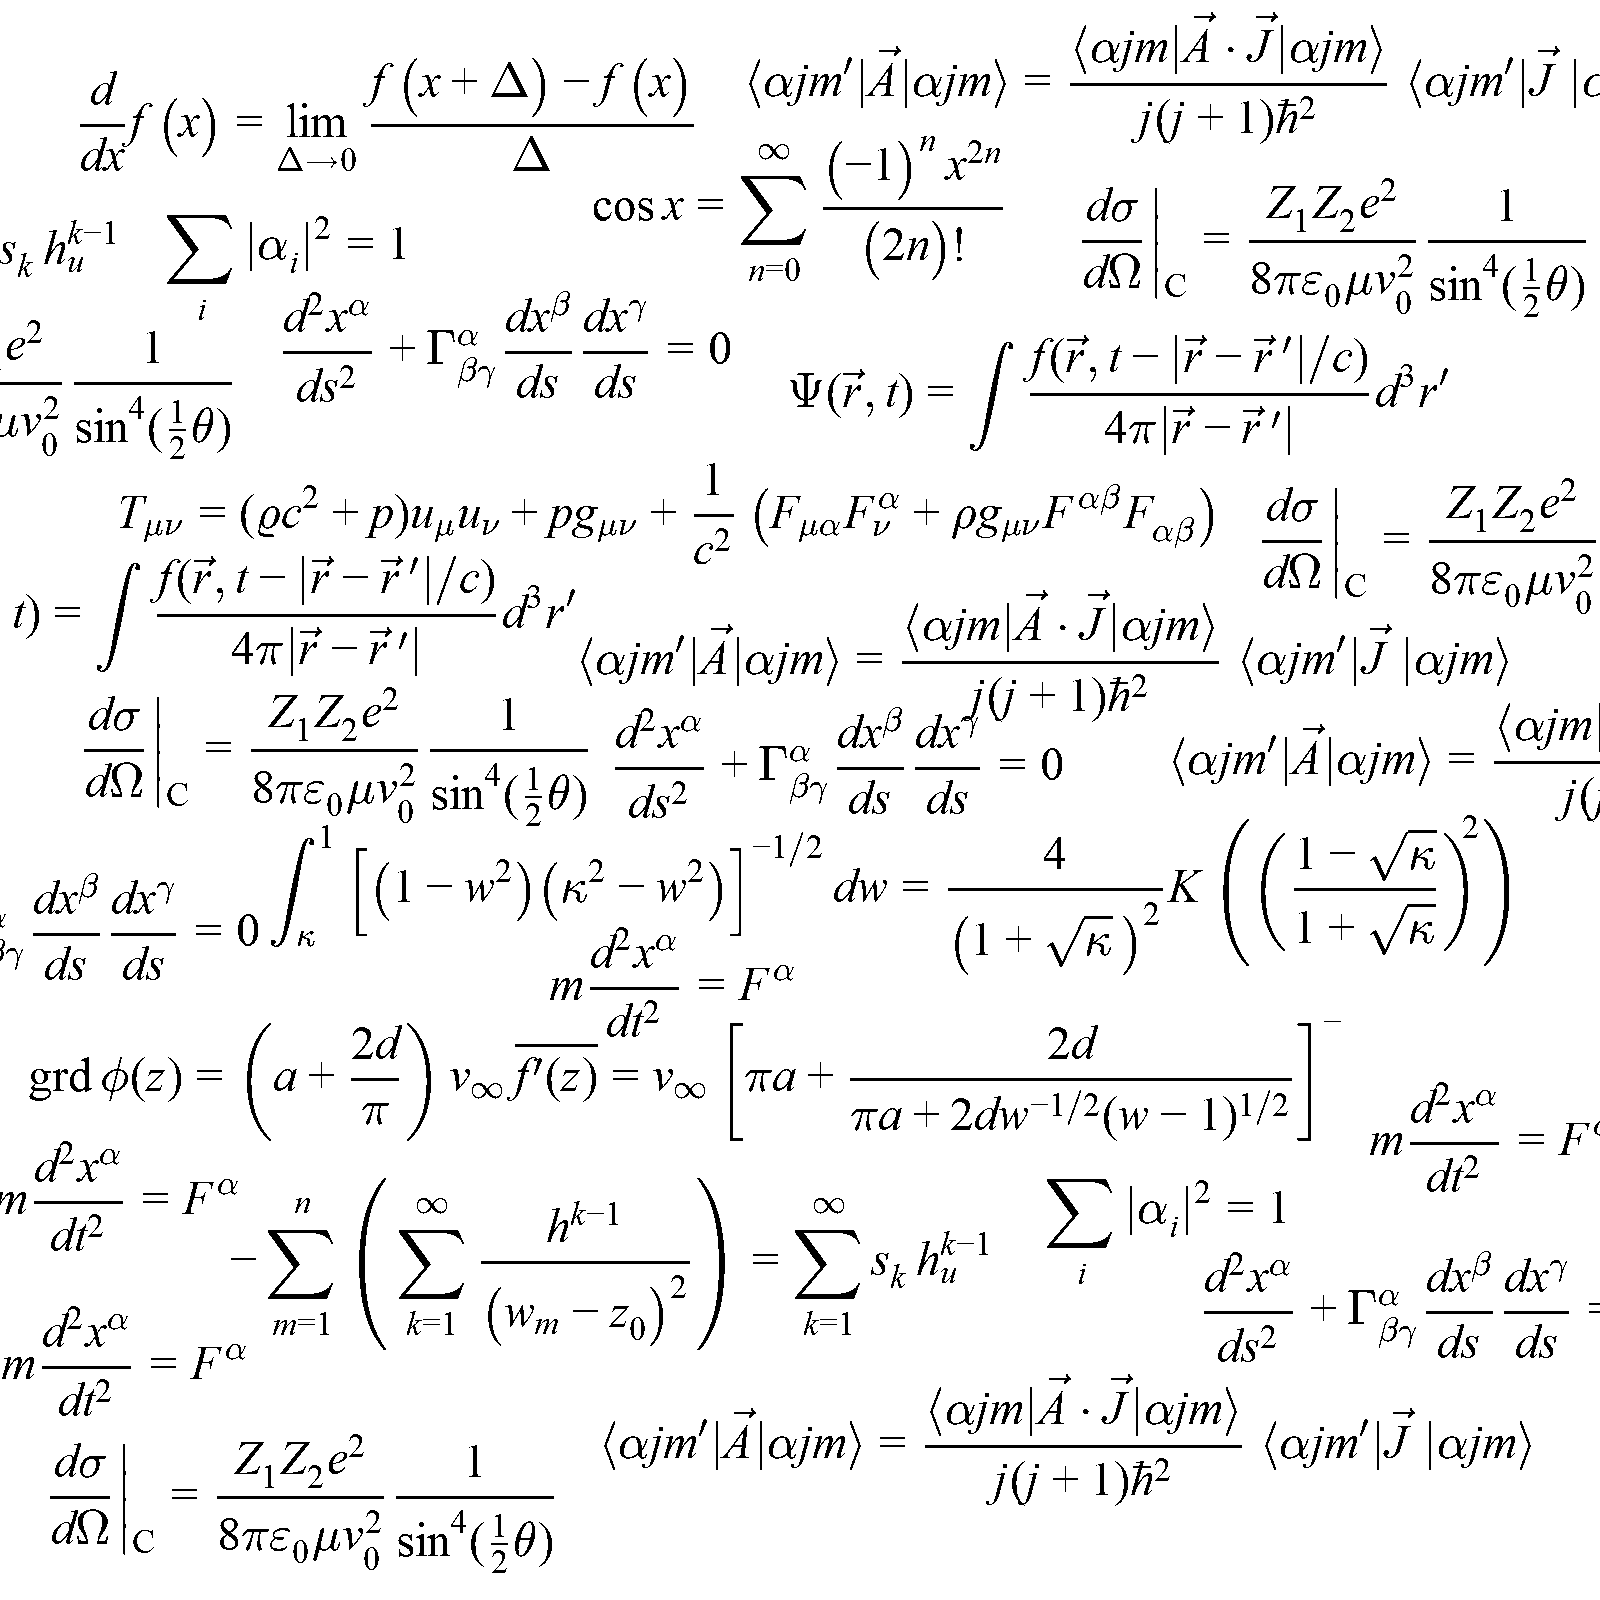 $\frac{d}{dx} f(x) = \lim_{\Delta \to 0} \frac{f(x + \Delta) - f(x)}{\Delta}$
$\langle \alpha jm' | \vec{A} | \alpha jm \rangle = \frac{\langle \alpha jm | \vec{A} \cdot \vec{J} | \alpha jm \rangle}{j(j + 1)\hbar^2} \langle \alpha jm' | \vec{J} |$
$\cos x = \sum_{n=0}^{\infty} \frac{(-1)^n x^{2n}}{(2n)!}$
$s_k h_u^{k-1}$
$\sum_i |\alpha_i|^2 = 1$
$\left. \frac{d\sigma}{d\Omega} \right|_C = \frac{Z_1 Z_2 e^2}{8\pi\varepsilon_0 \mu v_0^2} \frac{1}{\sin^4(\frac{1}{2}\theta)}$
$\frac{e^2}{\mu v_0^2} \frac{1}{\sin^4(\frac{1}{2}\theta)}$
$\frac{d^2 x^\alpha}{ds^2} + \Gamma^\alpha_{\beta\gamma} \frac{dx^\beta}{ds} \frac{dx^\gamma}{ds} = 0$
$\Psi(\vec{r}, t) = \int \frac{f(\vec{r}, t - |\vec{r} - \vec{r}\,'|/c)}{4\pi |\vec{r} - \vec{r}\,'|} d^3 r'$
$T_{\mu\nu} = (\varrho c^2 + p) u_\mu u_\nu + p g_{\mu\nu} + \frac{1}{c^2} \left( F_{\mu\alpha} F^\alpha_\nu + \rho g_{\mu\nu} F^{\alpha\beta} F_{\alpha\beta} \right)$
$\left. \frac{d\sigma}{d\Omega} \right|_C = \frac{Z_1 Z_2 e^2}{8\pi\varepsilon_0 \mu v_0^2}$
$t) = \int \frac{f(\vec{r}, t - |\vec{r} - \vec{r}\,'|/c)}{4\pi |\vec{r} - \vec{r}\,'|} d^3 r'$
$\langle \alpha jm' | \vec{A} | \alpha jm \rangle = \frac{\langle \alpha jm | \vec{A} \cdot \vec{J} | \alpha jm \rangle}{j(j + 1)\hbar^2} \langle \alpha jm' | \vec{J} | \alpha jm \rangle$
$\left. \frac{d\sigma}{d\Omega} \right|_C = \frac{Z_1 Z_2 e^2}{8\pi\varepsilon_0 \mu v_0^2} \frac{1}{\sin^4(\frac{1}{2}\theta)}$
$\frac{d^2 x^\alpha}{ds^2} + \Gamma^\alpha_{\beta\gamma} \frac{dx^\beta}{ds} \frac{dx^\gamma}{ds} = 0$
$\langle \alpha jm' | \vec{A} | \alpha jm \rangle = \frac{\langle \alpha jm |}{j(}$
$\frac{dx^\beta}{ds} \frac{dx^\gamma}{ds} = 0$
$\int_\kappa^1 \left[ (1 - w^2)(\kappa^2 - w^2) \right]^{-1/2} dw = \frac{4}{(1 + \sqrt{\kappa})^2} K \left( \left( \frac{1 - \sqrt{\kappa}}{1 + \sqrt{\kappa}} \right)^2 \right)$
$m \frac{d^2 x^\alpha}{dt^2} = F^\alpha$
$\mathrm{grd}\, \phi(z) = \left( a + \frac{2d}{\pi} \right) v_\infty \overline{f'(z)} = v_\infty \left[ \pi a + \frac{2d}{\pi a + 2dw^{-1/2}(w - 1)^{1/2}} \right]^-$
$m \frac{d^2 x^\alpha}{dt^2} = F$
$m \frac{d^2 x^\alpha}{dt^2} = F^\alpha$
$- \sum_{m=1}^{n} \left( \sum_{k=1}^{\infty} \frac{h^{k-1}}{(w_m - z_0)^2} \right) = \sum_{k=1}^{\infty} s_k h_u^{k-1}$
$\sum_i |\alpha_i|^2 = 1$
$\frac{d^2 x^\alpha}{ds^2} + \Gamma^\alpha_{\beta\gamma} \frac{dx^\beta}{ds} \frac{dx^\gamma}{ds} =$
$m \frac{d^2 x^\alpha}{dt^2} = F^\alpha$
$\langle \alpha jm' | \vec{A} | \alpha jm \rangle = \frac{\langle \alpha jm | \vec{A} \cdot \vec{J} | \alpha jm \rangle}{j(j + 1)\hbar^2} \langle \alpha jm' | \vec{J} | \alpha jm \rangle$
$\left. \frac{d\sigma}{d\Omega} \right|_C = \frac{Z_1 Z_2 e^2}{8\pi\varepsilon_0 \mu v_0^2} \frac{1}{\sin^4(\frac{1}{2}\theta)}$